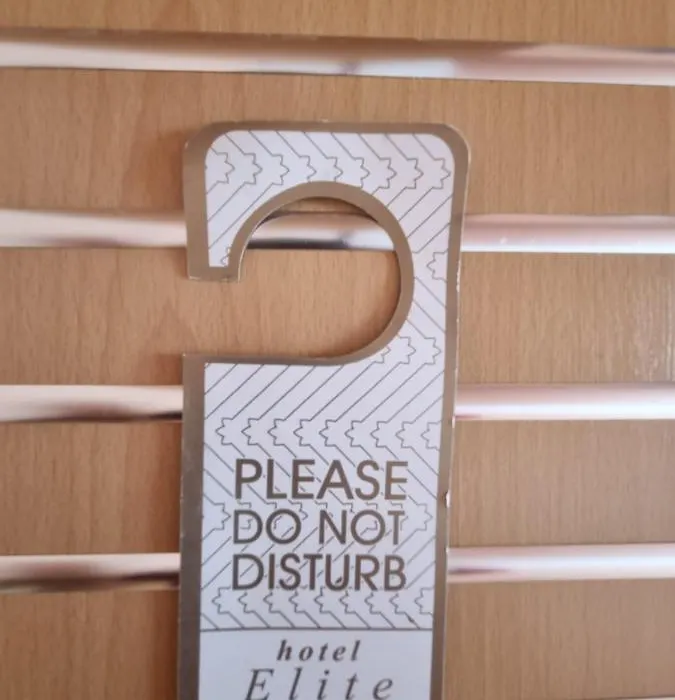 PLEASE
DO NOT
DISTURB
hotel
Elite